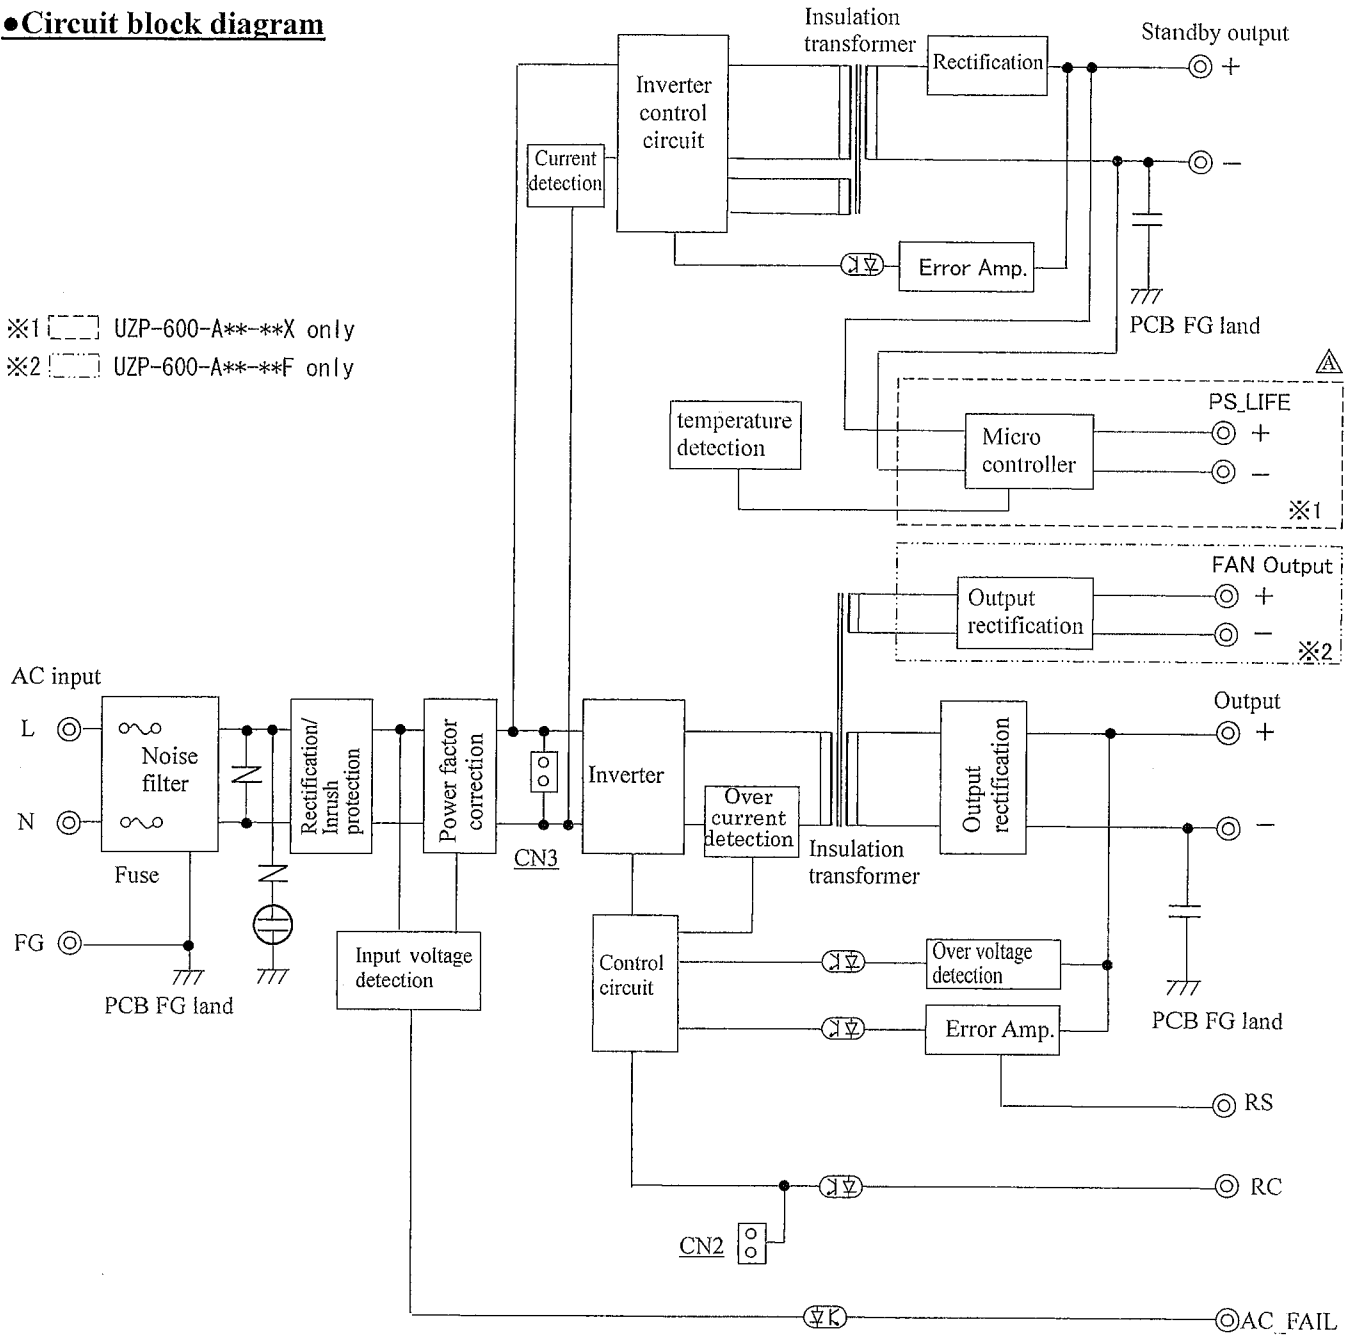 ●Circuit block diagram
Insulation
transformer
Standby output
Rectification
+
Inverter
control
circuit
Current
detection
−
Error Amp.
PCB FG land
※1 UZP-600-A**-**X only
※2 UZP-600-A**-**F only
A
PS_LIFE
temperature
detection
Micro
controller
+
−
※1
FAN Output
Output
rectification
+
−
※2
AC input
L
N
FG
Noise
filter
Fuse
PCB FG land
Rectification/
Inrush
protection
Power factor
correction
CN3
Inverter
Over
current
detection
Insulation
transformer
Output
rectification
Output
+
−
Input voltage
detection
Control
circuit
Over voltage
detection
Error Amp.
PCB FG land
RS
RC
CN2
AC_FAIL